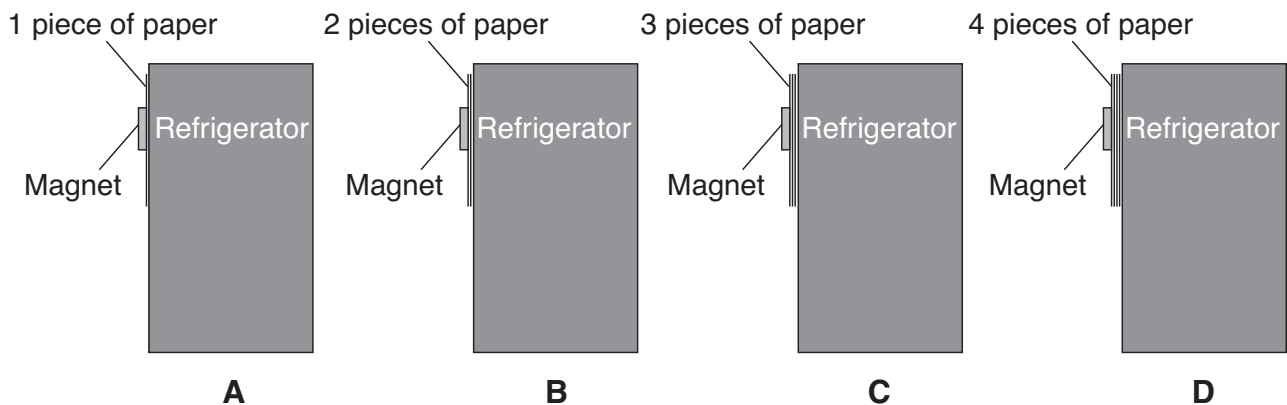 1 piece of paper
2 pieces of paper
3 pieces of paper
4 pieces of paper
Refrigerator
Refrigerator
Refrigerator
Refrigerator
Magnet
Magnet
Magnet
Magnet
A
B
C
D